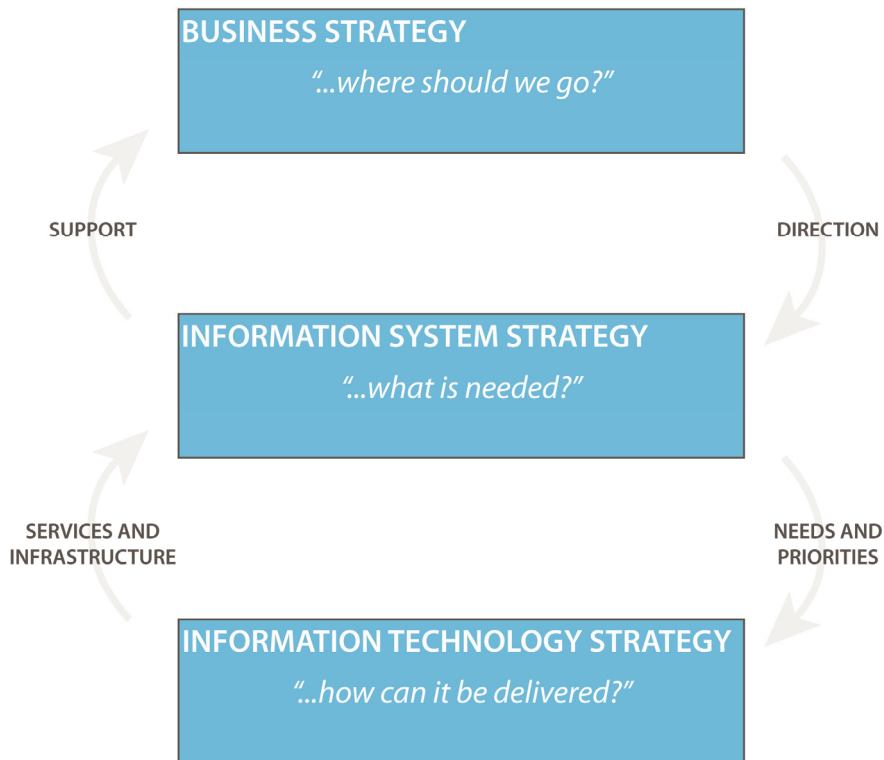 BUSINESS STRATEGY
“...where should we go?”
SUPPORT
DIRECTION
INFORMATION SYSTEM STRATEGY
“...what is needed?”
SERVICES AND
INFRASTRUCTURE
NEEDS AND
PRIORITIES
INFORMATION TECHNOLOGY STRATEGY
“...how can it be delivered?”